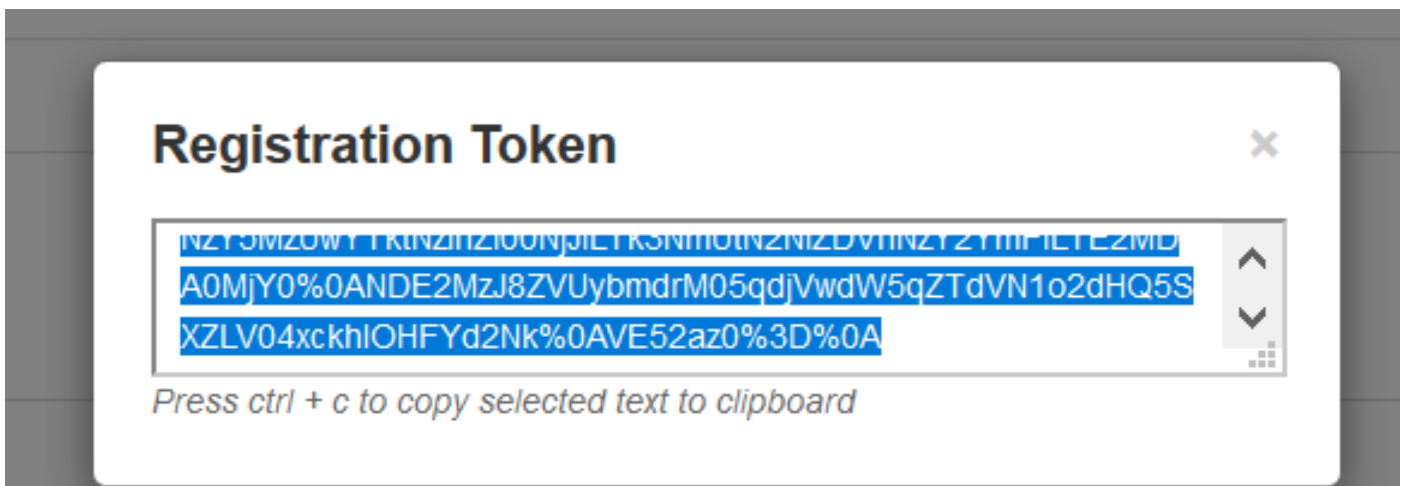 Registration Token
×
A0MjY0%0ANDE2MzJ8ZVUybmdrM05qdjVwdW5qZTdVN1o2dHQ5S
XZLV04xckhlOHFYd2Nk%0AVE52az0%3D%0A
Press ctrl + c to copy selected text to clipboard